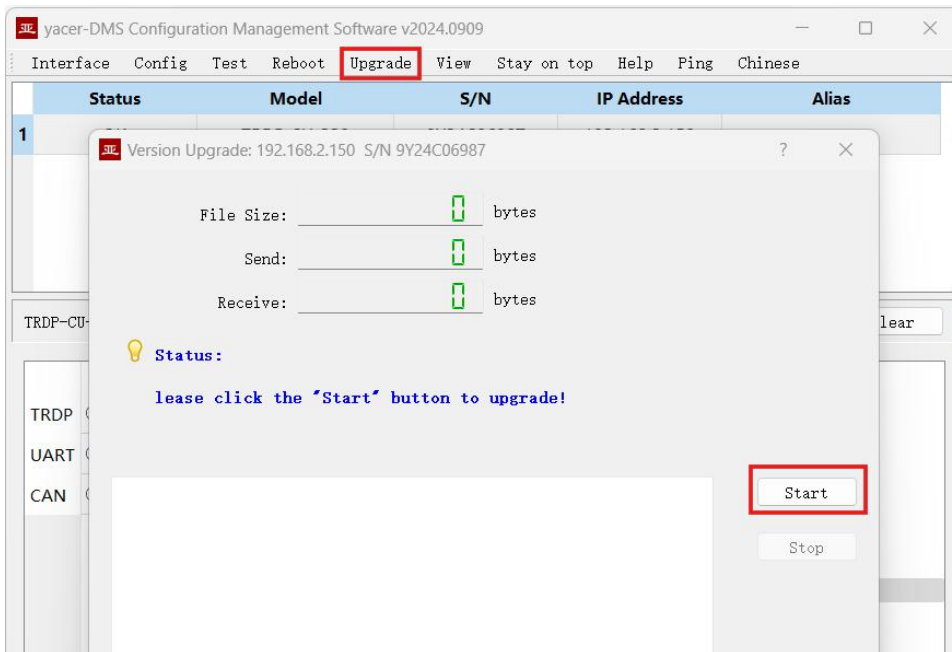 亚 yacer-DMS Configuration Management Software v2024.0909
Interface Config Test Reboot Upgrade View Stay on top Help Ping Chinese
Status Model S/N IP Address Alias
1
亚 Version Upgrade: 192.168.2.150 S/N 9Y24C06987 ?
File Size: 0 bytes
Send: 0 bytes
Receive: 0 bytes
TRDP-CU- lear
Status:
lease click the "Start" button to upgrade!
TRDP
UART
CAN
Start
Stop